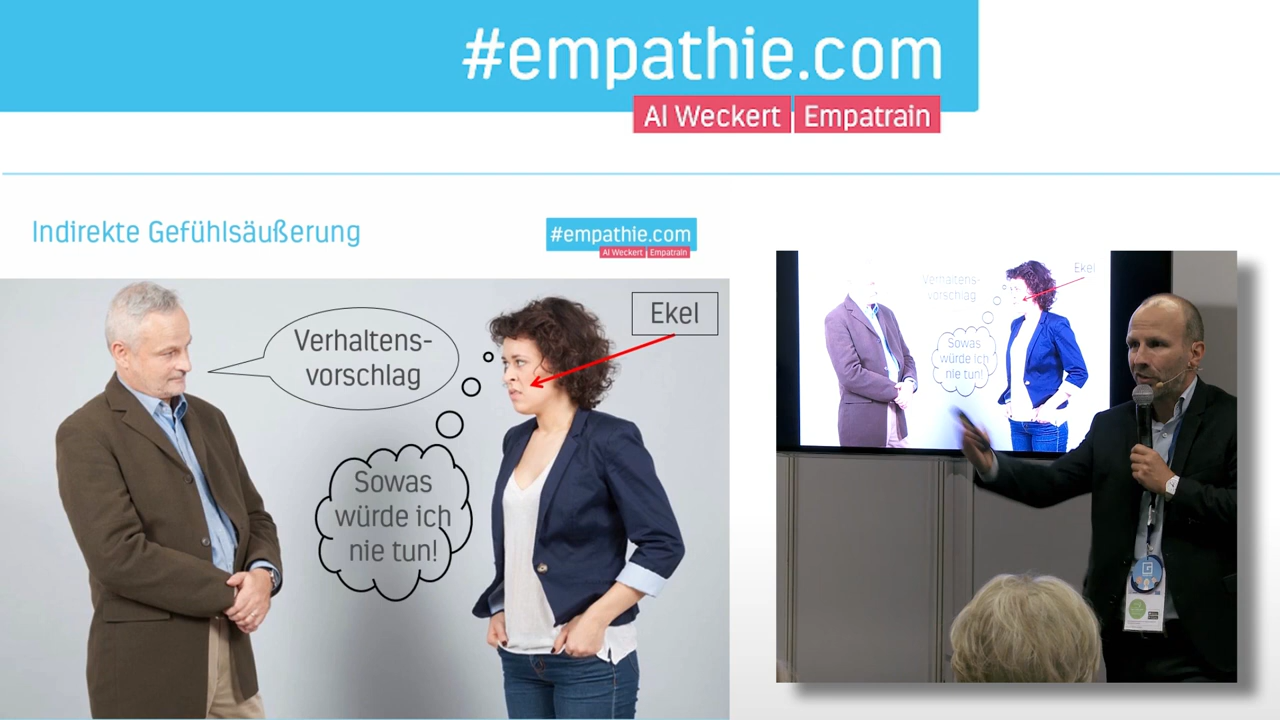 #empathie.com
Al Weckert
Empatrain
Indirekte Gefühlsäußerung
#empathie.com
Al Weckert
Empatrain
Verhaltens-
vorschlag
Ekel
Sowas
würde ich
nie tun!
Verhaltens-
vorschlag
Ekel
Sowas
würde ich
nie tun!